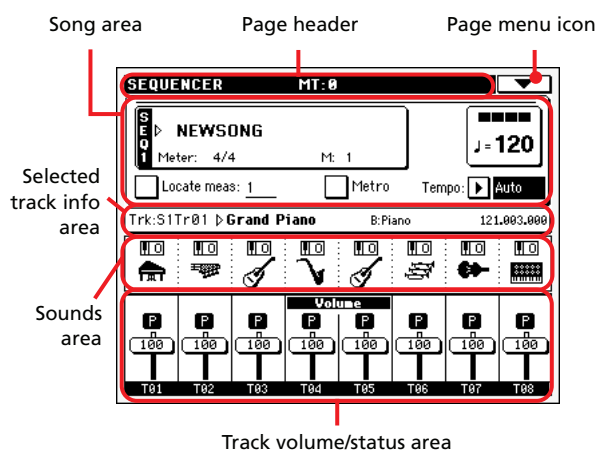 Song area
Page header
Page menu icon
SEQUENCER MT:0
SEQ1
NEWSONG
Meter: 4/4 M: 1
♩=120
Locate meas: 1 Metro Tempo: Auto
Selected track info area
Trk:S1Tr01 Grand Piano B:Piano 121.003.000
Sounds area
Volume
P P P P P P P P
100 100 100 100 100 100 100 100
T01 T02 T03 T04 T05 T06 T07 T08
Track volume/status area